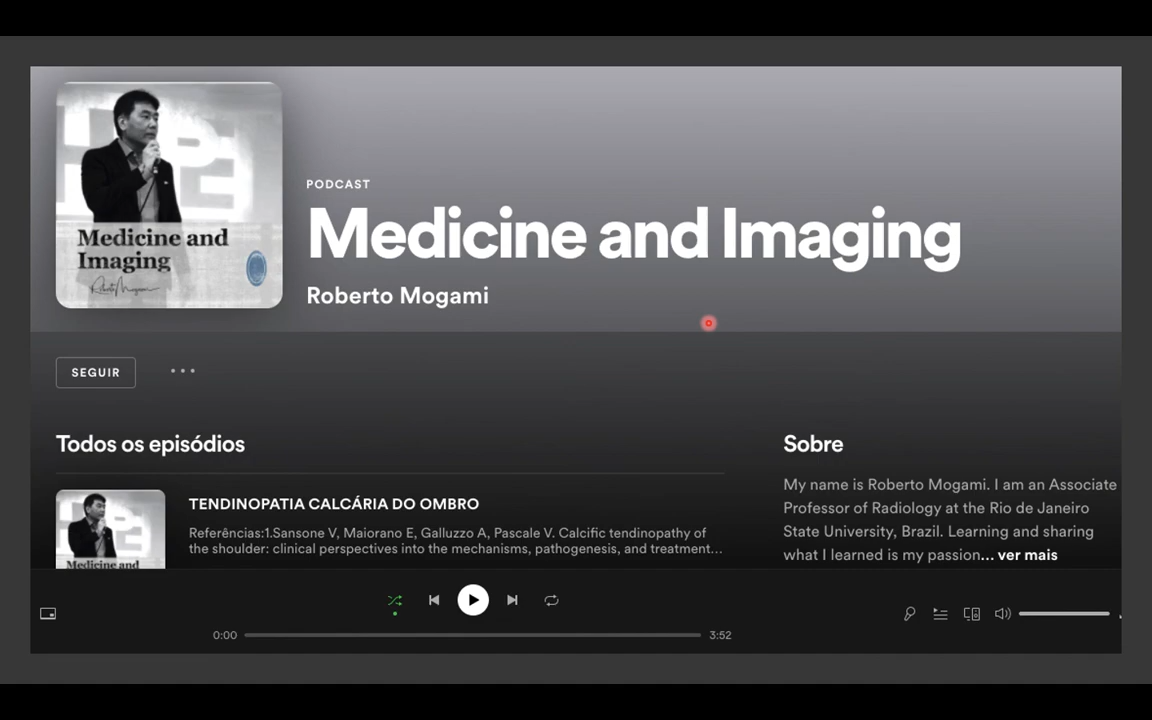 Medicine and
Imaging
PODCAST
Medicine and Imaging
Roberto Mogami
SEGUIR
Todos os episódios
Medicine and
TENDINOPATIA CALCÁRIA DO OMBRO
Referências:1.Sansone V, Maiorano E, Galluzzo A, Pascale V. Calcific tendinopathy of
the shoulder: clinical perspectives into the mechanisms, pathogenesis, and treatment...
Sobre
My name is Roberto Mogami. I am an Associate
Professor of Radiology at the Rio de Janeiro
State University, Brazil. Learning and sharing
what I learned is my passion... ver mais
0:00
3:52